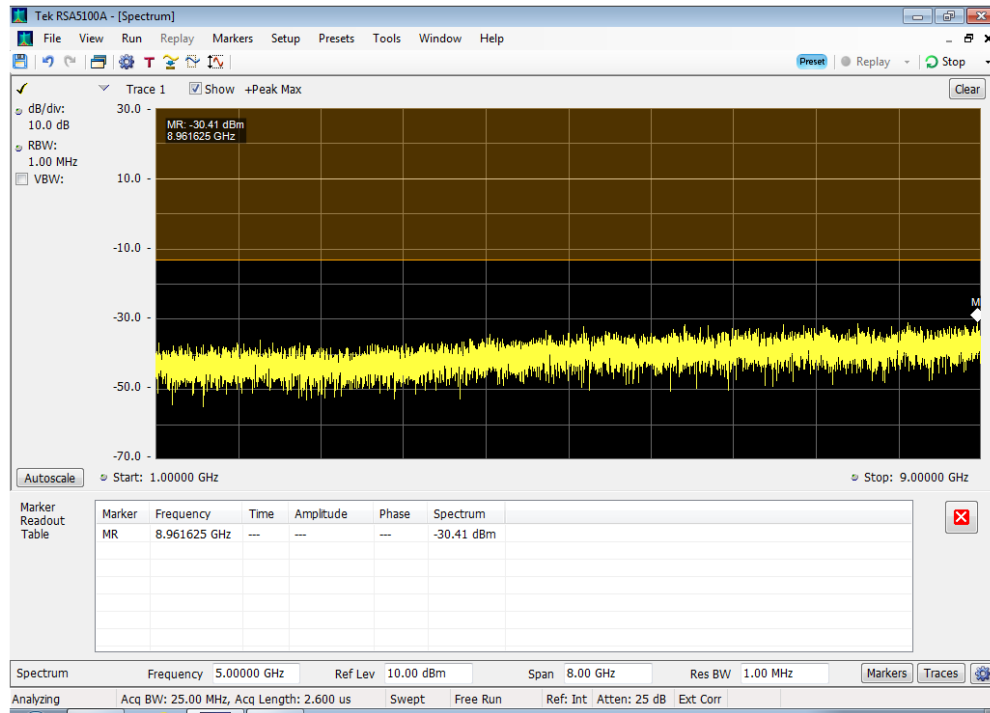 Tek RSA5100A - [Spectrum]
File View Run Replay Markers Setup Presets Tools Window Help
T Preset Replay Stop
Trace 1 Show +Peak Max Clear
dB/div:
10.0 dB
RBW:
1.00 MHz
VBW:
30.0
MR: -30.41 dBm
8.961625 GHz
10.0
-10.0
-30.0
M
-50.0
-70.0
Autoscale Start: 1.00000 GHz Stop: 9.00000 GHz
Marker
Readout
Table
Marker Frequency Time Amplitude Phase Spectrum
MR 8.961625 GHz --- --- --- -30.41 dBm
Spectrum Frequency 5.00000 GHz Ref Lev 10.00 dBm Span 8.00 GHz Res BW 1.00 MHz Markers Traces
Analyzing Acq BW: 25.00 MHz, Acq Length: 2.600 us Swept Free Run Ref: Int Atten: 25 dB Ext Corr